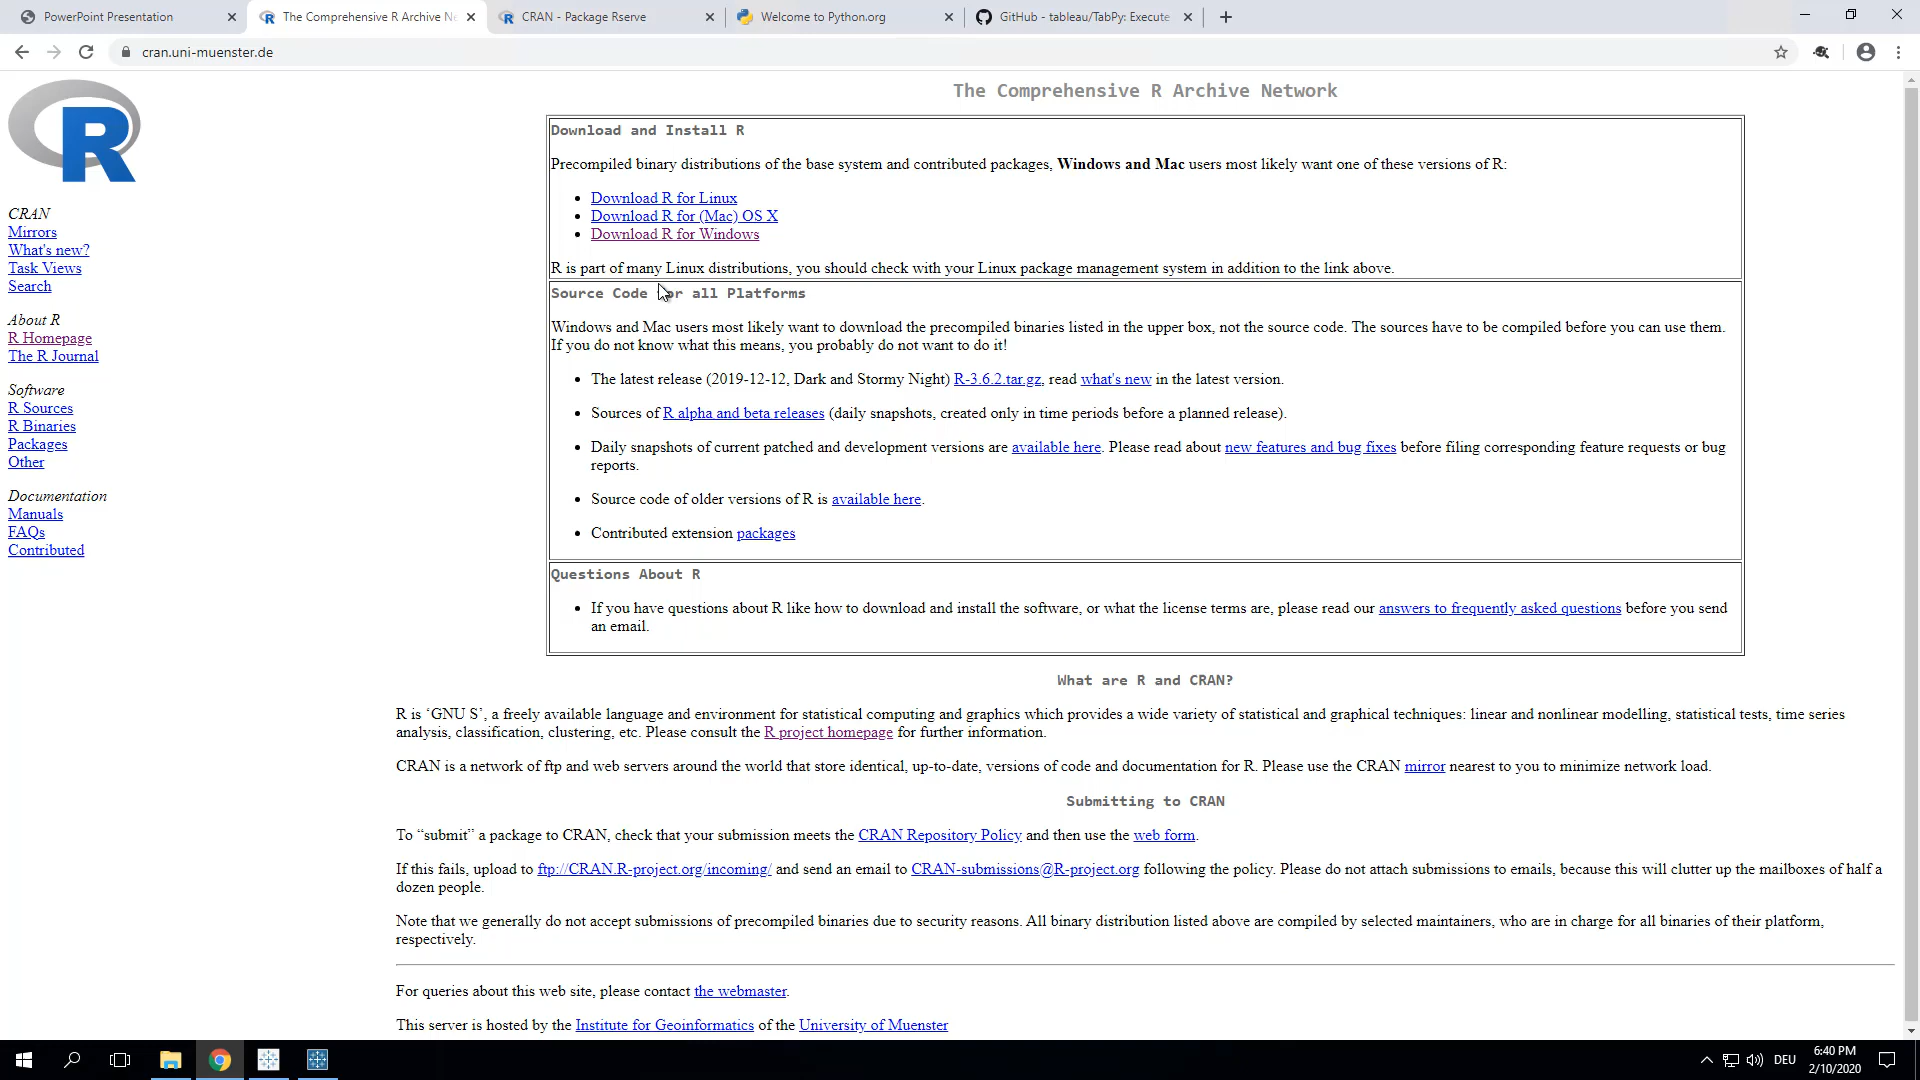 PowerPoint Presentation
The Comprehensive R Archive Ne
CRAN - Package Rserve
Welcome to Python.org
GitHub - tableau/TabPy: Execute
cran.uni-muenster.de
R
CRAN
Mirrors
What's new?
Task Views
Search
About R
R Homepage
The R Journal
Software
R Sources
R Binaries
Packages
Other
Documentation
Manuals
FAQs
Contributed
The Comprehensive R Archive Network
Download and Install R
Precompiled binary distributions of the base system and contributed packages, Windows and Mac users most likely want one of these versions of R:
Download R for Linux
Download R for (Mac) OS X
Download R for Windows
R is part of many Linux distributions, you should check with your Linux package management system in addition to the link above.
Source Code for all Platforms
Windows and Mac users most likely want to download the precompiled binaries listed in the upper box, not the source code. The sources have to be compiled before you can use them.
If you do not know what this means, you probably do not want to do it!
The latest release (2019-12-12, Dark and Stormy Night) R-3.6.2.tar.gz, read what's new in the latest version.
Sources of R alpha and beta releases (daily snapshots, created only in time periods before a planned release).
Daily snapshots of current patched and development versions are available here. Please read about new features and bug fixes before filing corresponding feature requests or bug
reports.
Source code of older versions of R is available here.
Contributed extension packages
Questions About R
If you have questions about R like how to download and install the software, or what the license terms are, please read our answers to frequently asked questions before you send
an email.
What are R and CRAN?
R is ‘GNU S’, a freely available language and environment for statistical computing and graphics which provides a wide variety of statistical and graphical techniques: linear and nonlinear modelling, statistical tests, time series
analysis, classification, clustering, etc. Please consult the R project homepage for further information.
CRAN is a network of ftp and web servers around the world that store identical, up-to-date, versions of code and documentation for R. Please use the CRAN mirror nearest to you to minimize network load.
Submitting to CRAN
To “submit” a package to CRAN, check that your submission meets the CRAN Repository Policy and then use the web form.
If this fails, upload to ftp://CRAN.R-project.org/incoming/ and send an email to CRAN-submissions@R-project.org following the policy. Please do not attach submissions to emails, because this will clutter up the mailboxes of half a
dozen people.
Note that we generally do not accept submissions of precompiled binaries due to security reasons. All binary distribution listed above are compiled by selected maintainers, who are in charge for all binaries of their platform,
respectively.
For queries about this web site, please contact the webmaster.
This server is hosted by the Institute for Geoinformatics of the University of Muenster
DEU
6:40 PM
2/10/2020